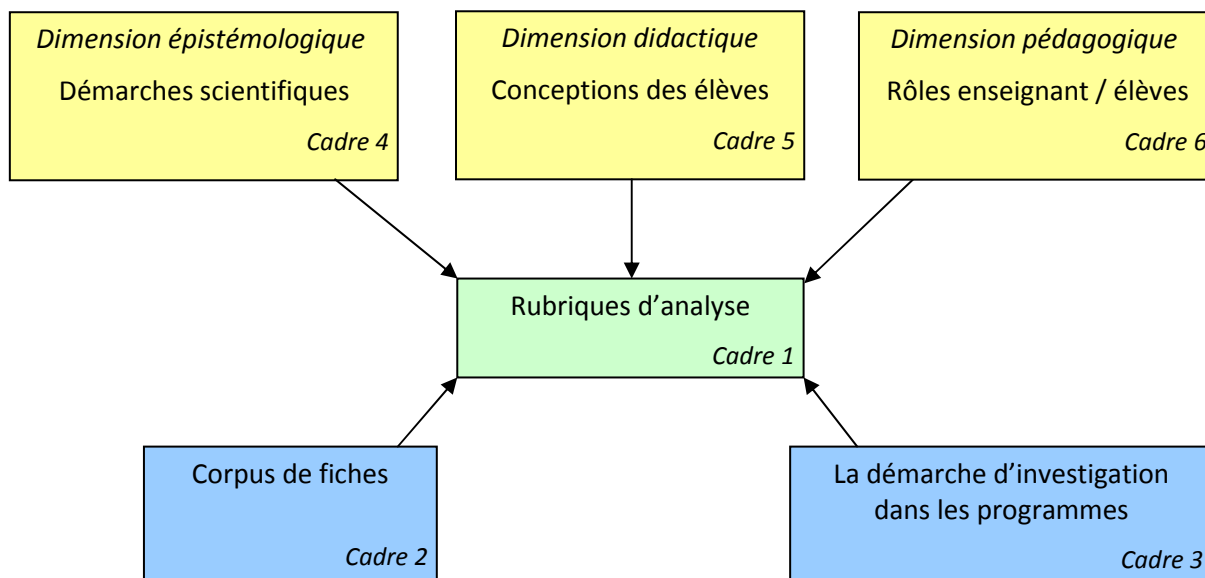 Dimension épistémologique
Démarches scientifiques
Cadre 4
Dimension didactique
Conceptions des élèves
Cadre 5
Dimension pédagogique
Rôles enseignant / élèves
Cadre 6
Rubriques d’analyse
Cadre 1
Corpus de fiches
Cadre 2
La démarche d’investigation
dans les programmes
Cadre 3